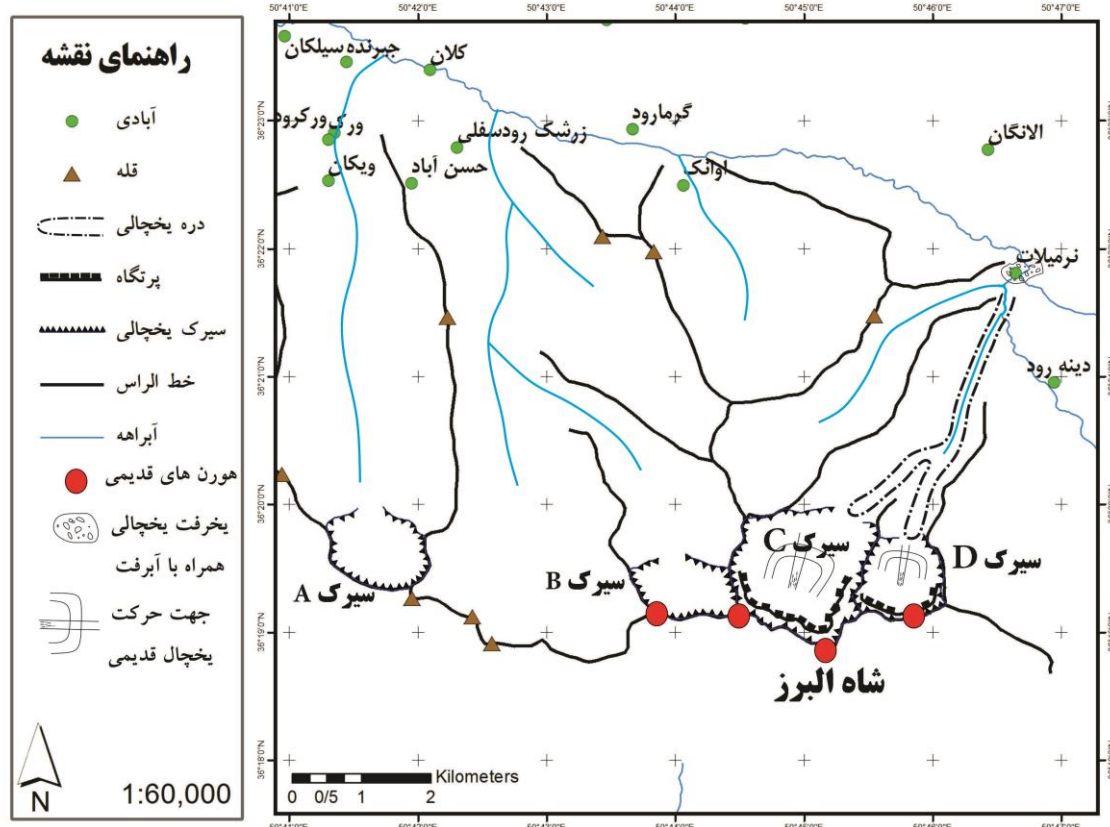 راهنمای نقشه
آبادی
قله
دره یخچالی
پرتگاه
سیرک یخچالی
خط الراس
آبراهه
هورن های قدیمی
یخرفت یخچالی
همراه با آبرفت
جهت حرکت
یخچال قدیمی
N
1:60,000
50°41'0"E
50°42'0"E
50°43'0"E
50°44'0"E
50°45'0"E
50°46'0"E
50°47'0"E
36°23'0"N
36°22'0"N
36°21'0"N
36°20'0"N
36°19'0"N
36°18'0"N
جیرنده سیلکان
کلان
ورک
ورکرود
ویکان
زرشک رودسفلی
حسن آباد
گرمارود
اوانک
الانگان
نرمیلات
دینه رود
سیرک A
سیرک B
سیرک C
سیرک D
شاه البرز
Kilometers
0 0/5 1 2